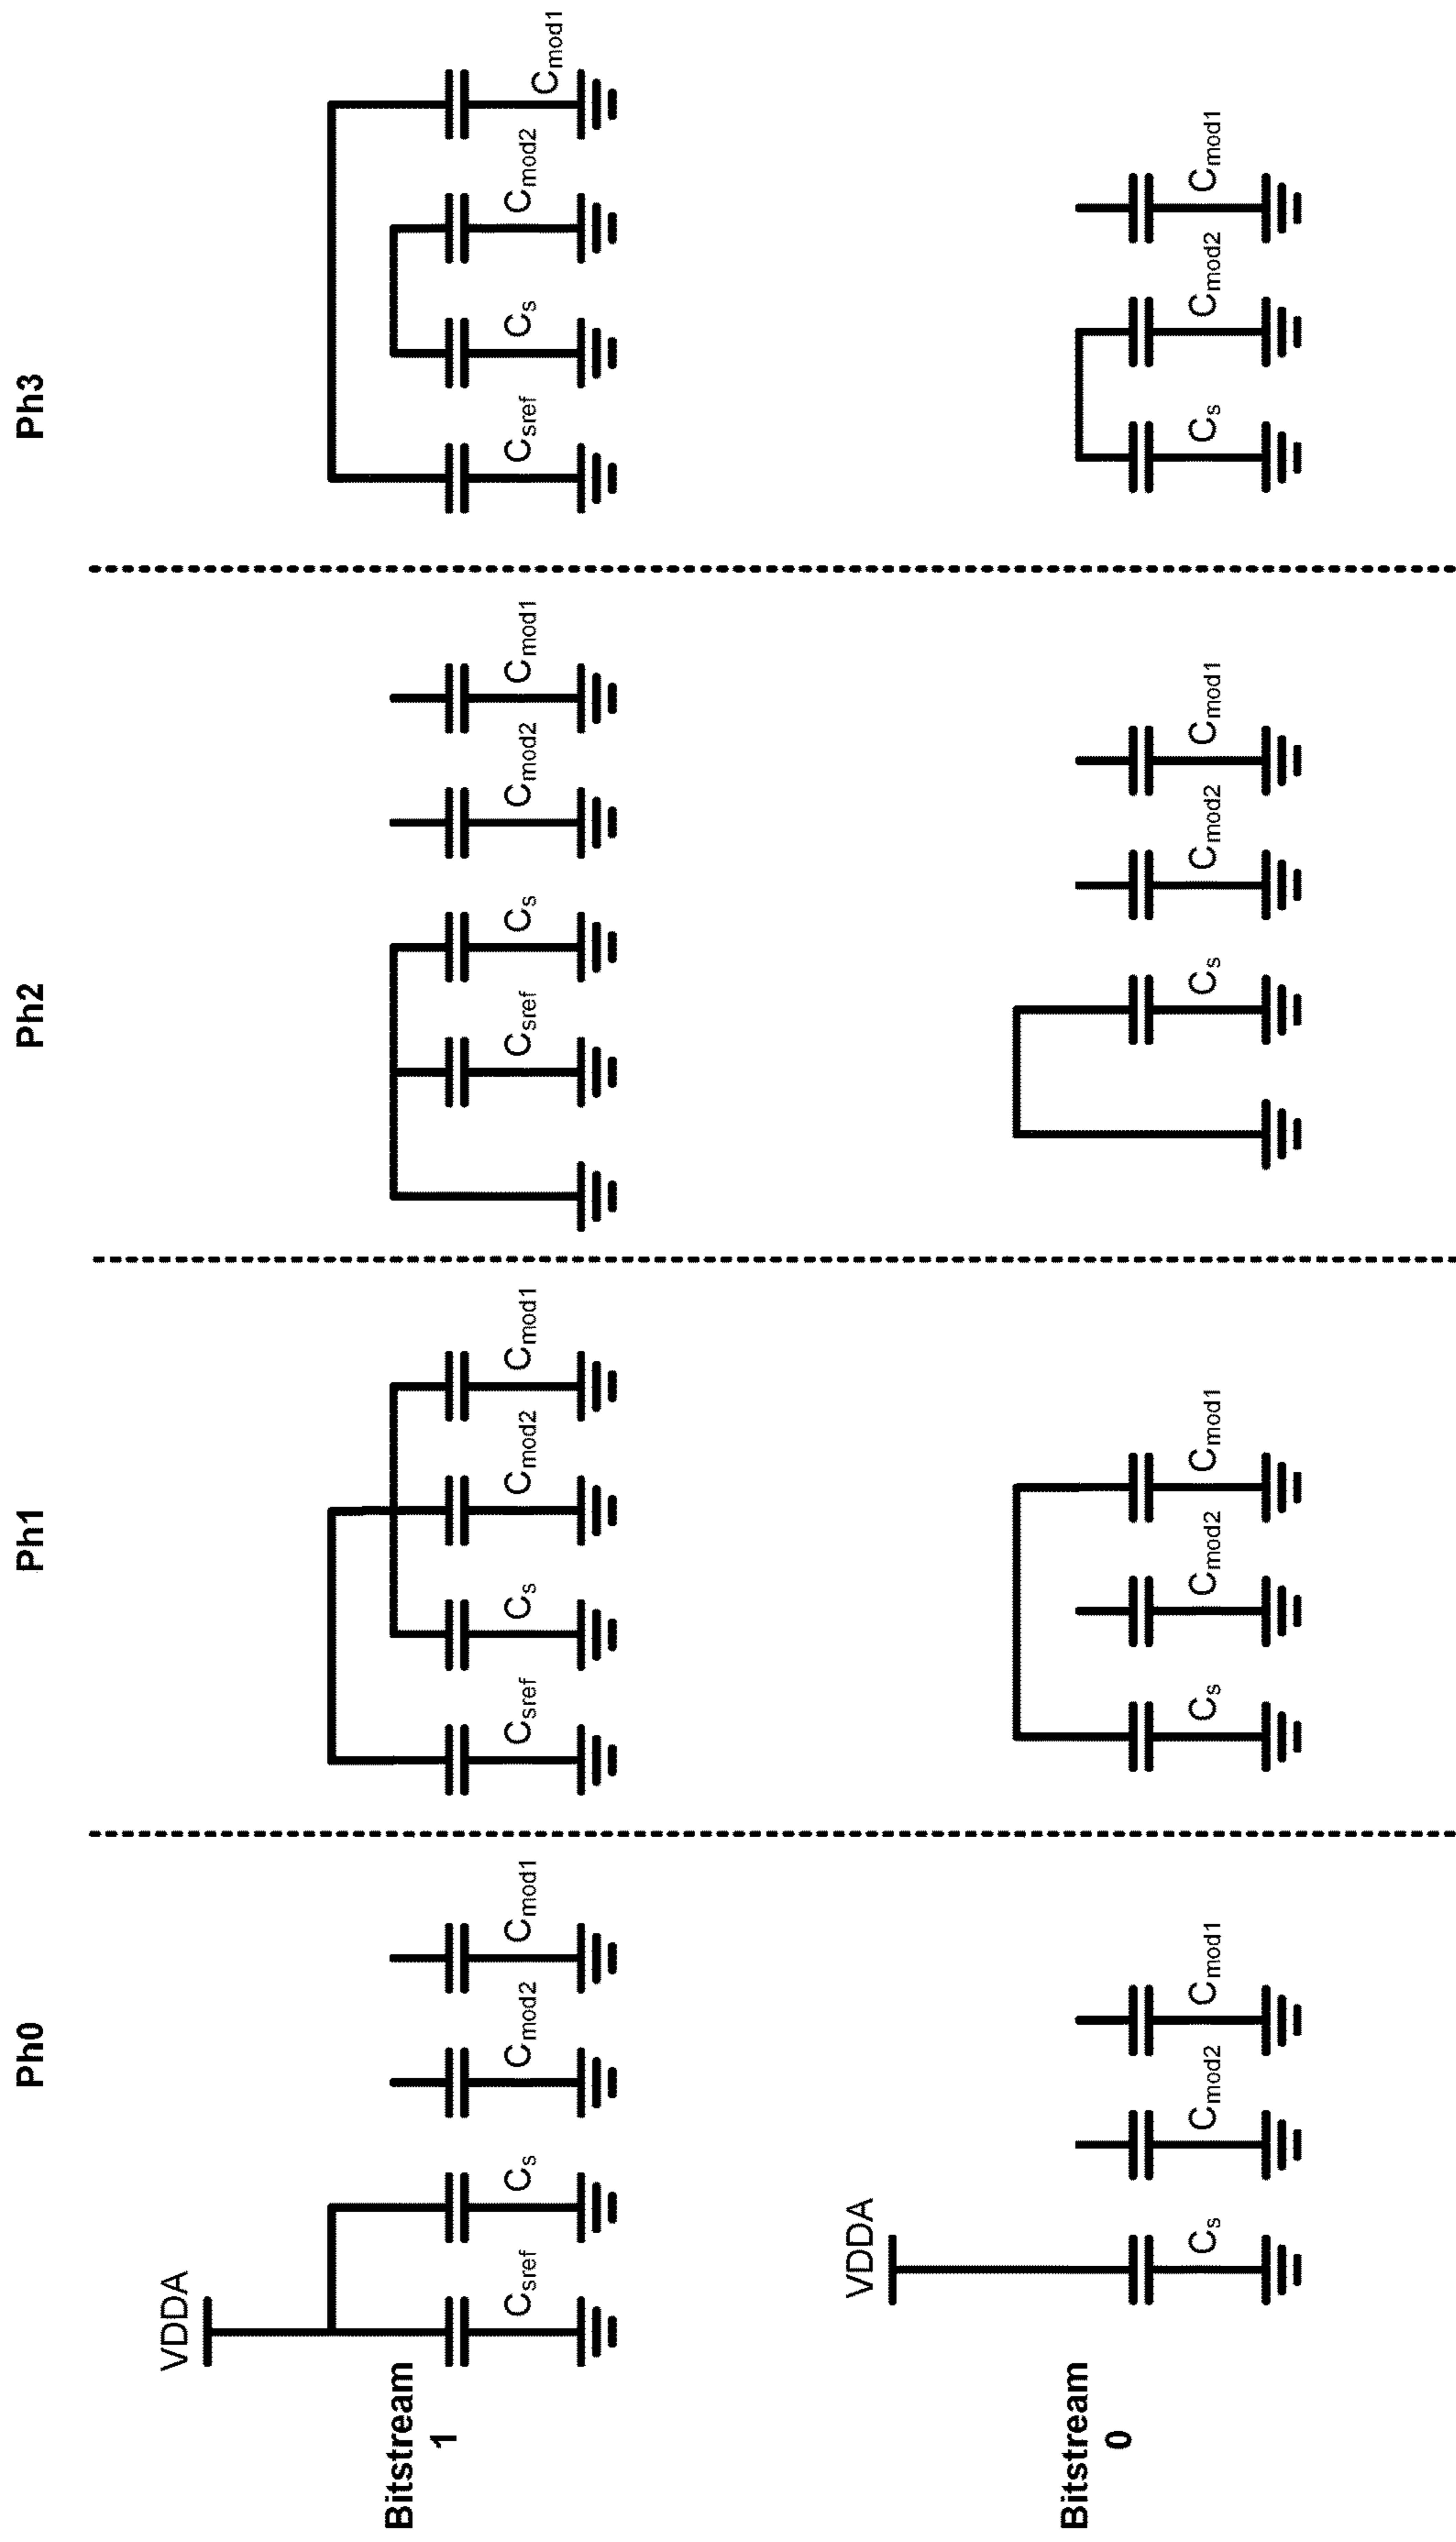 Ph0 Ph1 Ph2 Ph3
VDDA
Bitstream
1
Csref Cs Cmod2 Cmod1 Csref Cs Cmod2 Cmod1 Csref Cs Cmod2 Cmod1 Csref Cs Cmod2 Cmod1
VDDA
Bitstream
0
Cs Cmod2 Cmod1 Cs Cmod2 Cmod1 Cs Cmod2 Cmod1 Cs Cmod2 Cmod1